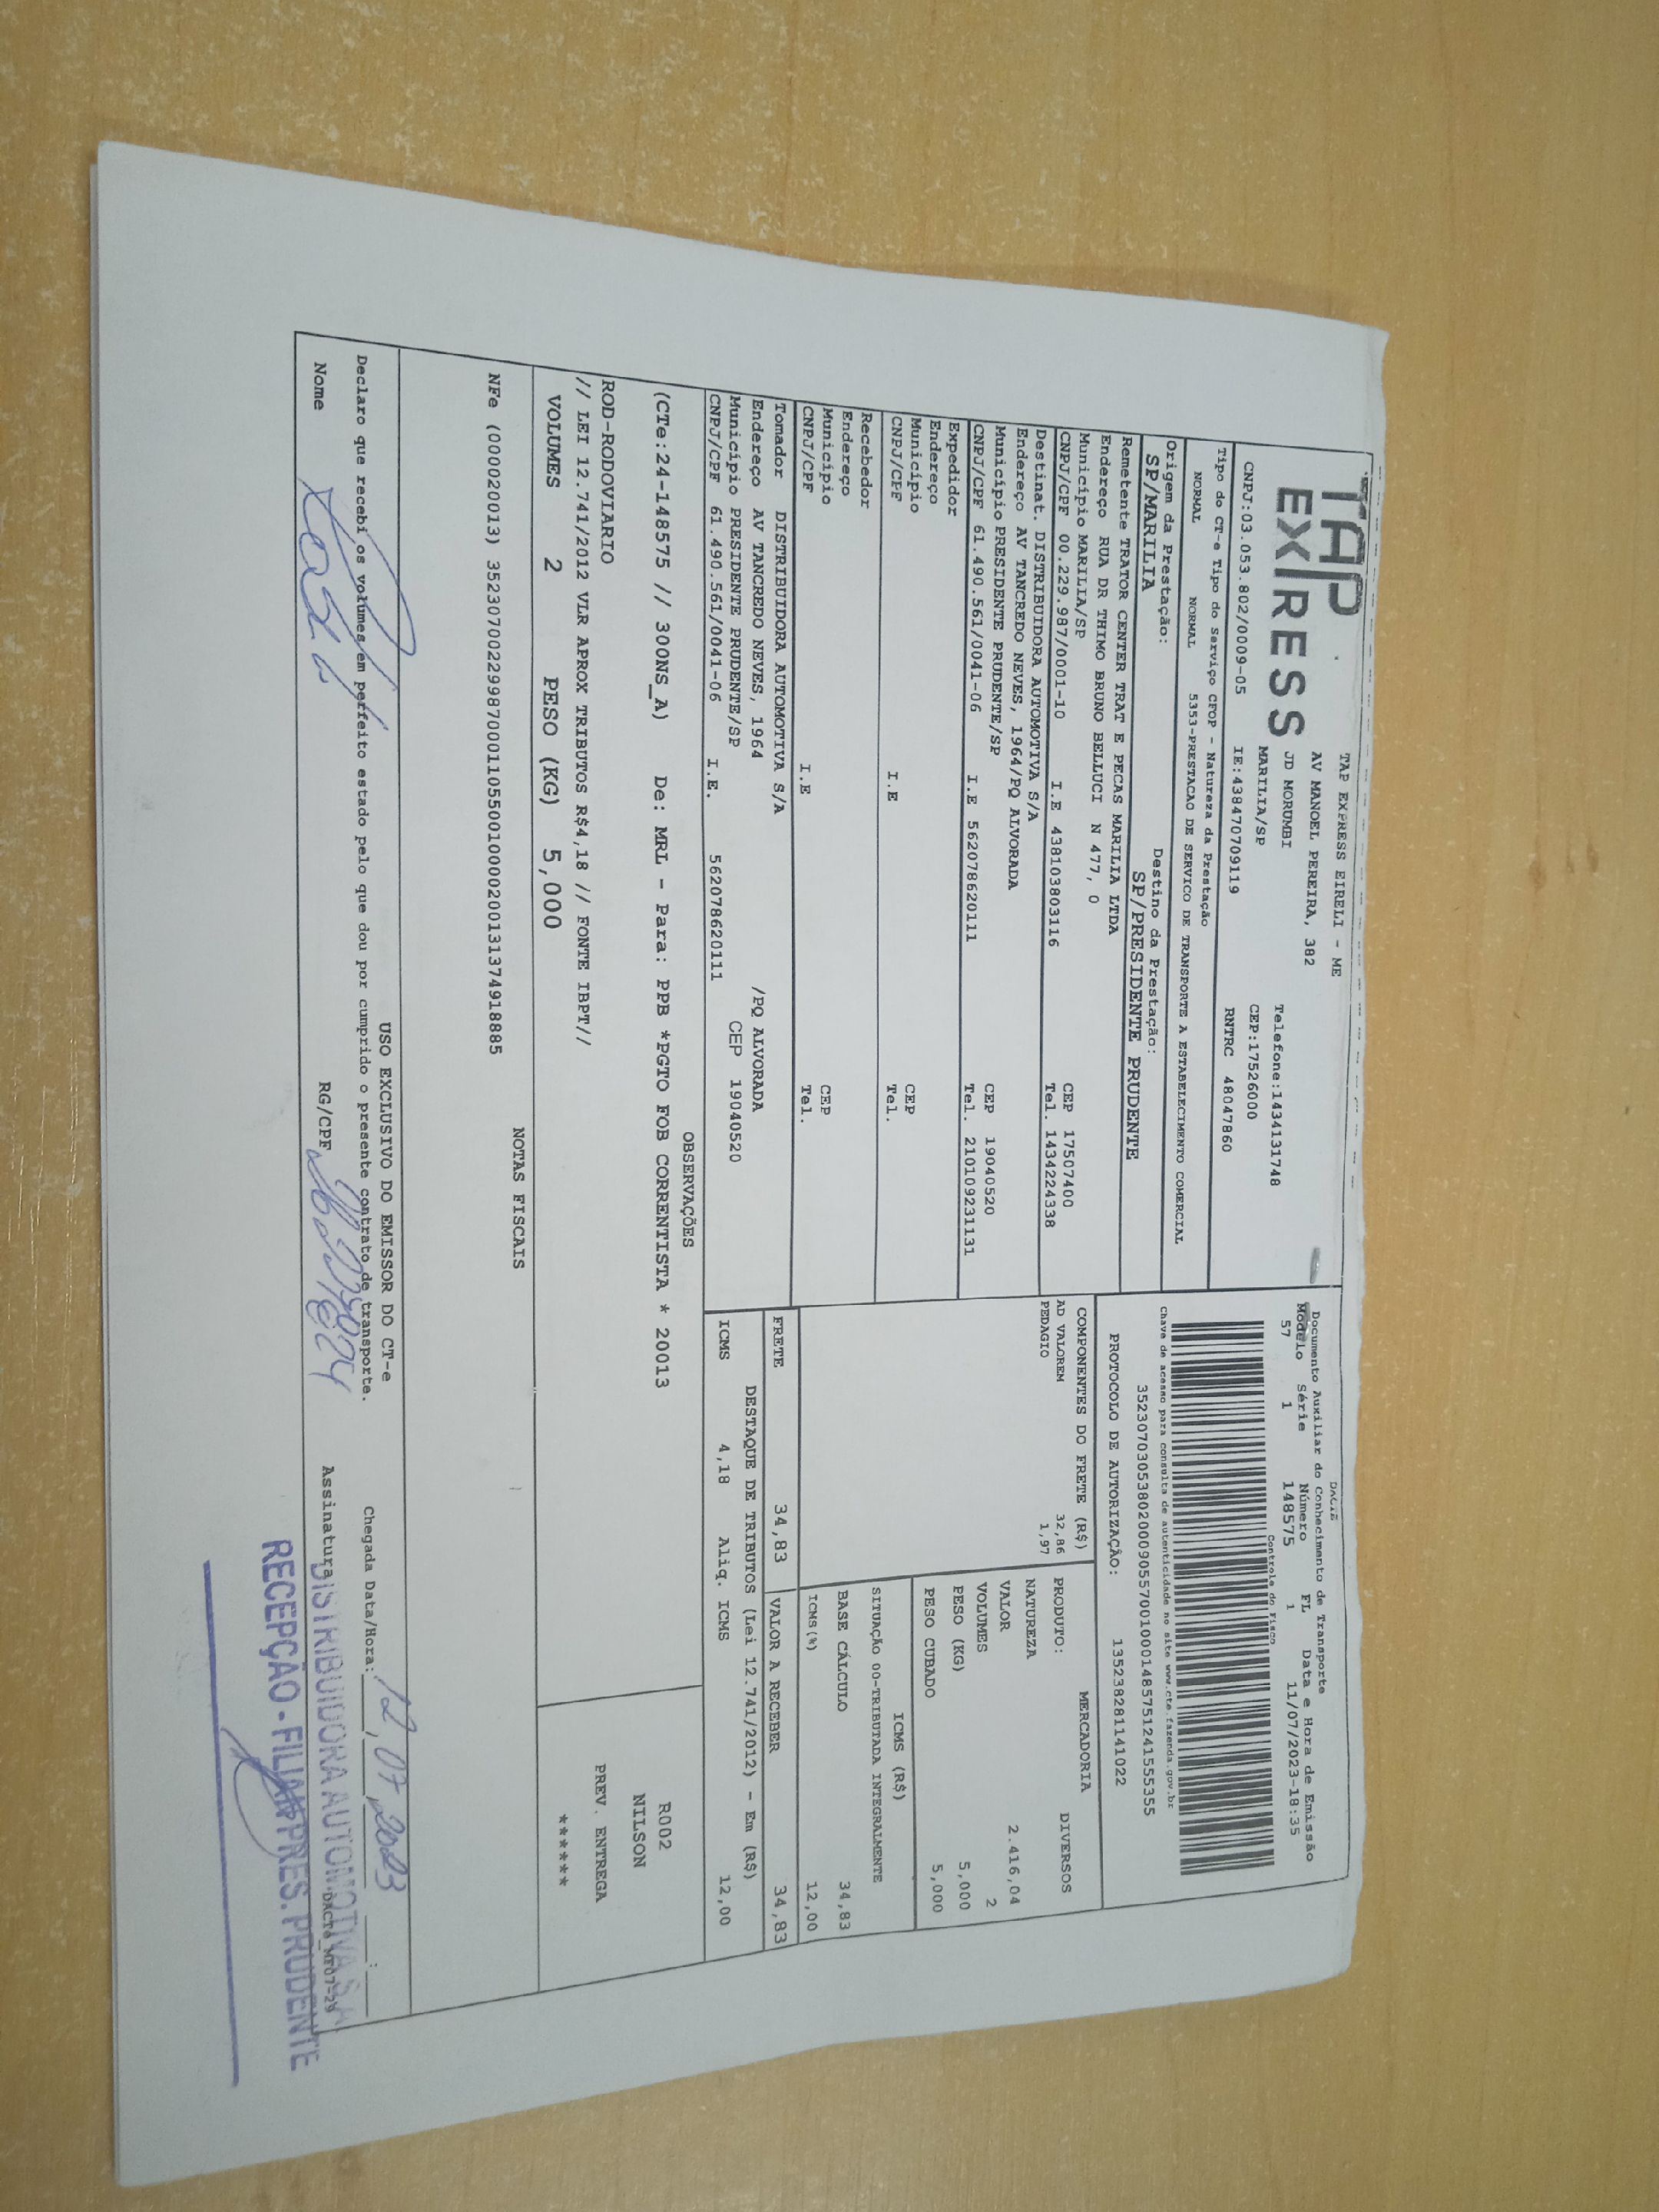 TAP EXPRESS
TAP EXPRESS EIRELI - ME
AV MANOEL PEREIRA, 382
JD MORUMBI Telefone:1434131748
MARILIA/SP CEP:17526000
CNPJ:03.053.802/0009-05 IE:438470709119 RNTRC 48047860
Tipo do CT-e Tipo do Serviço CFOP - Natureza da Prestação
NORMAL NORMAL 5353-PRESTACAO DE SERVICO DE TRANSPORTE A ESTABELECIMENTO COMERCIAL
Origem da Prestação: Destino da Prestação:
SP/MARILIA SP/PRESIDENTE PRUDENTE
DACTE
Documento Auxiliar do Conhecimento de Transporte
Modelo Série Número FL Data e Hora de Emissão
57 1 148575 1 11/07/2023-18:35
Controle do Fisco
Chave de acesso para consulta de autenticidade no site www.cte.fazenda.gov.br
35230703053802000905570010001485751241555355
PROTOCOLO DE AUTORIZAÇÃO: 135238281141022
Remetente TRATOR CENTER TRAT E PECAS MARILIA LTDA
Endereço RUA DR THIMO BRUNO BELLUCI N 477, 0
Município MARILIA/SP CEP 17507400
CNPJ/CPF 00.229.987/0001-10 I.E 438103803116 Tel. 1434224338
Destinat. DISTRIBUIDORA AUTOMOTIVA S/A
Endereço AV TANCREDO NEVES, 1964/PQ ALVORADA
Município PRESIDENTE PRUDENTE/SP CEP 19040520
CNPJ/CPF 61.490.561/0041-06 I.E 562078620111 Tel. 210109231131
Expedidor
Endereço
Município CEP
CNPJ/CPF I.E Tel.
Recebedor
Endereço
Município CEP
CNPJ/CPF I.E Tel.
Tomador DISTRIBUIDORA AUTOMOTIVA S/A
Endereço AV TANCREDO NEVES, 1964 /PQ ALVORADA
Município PRESIDENTE PRUDENTE/SP CEP 19040520
CNPJ/CPF 61.490.561/0041-06 I.E. 562078620111
COMPONENTES DO FRETE (R$)
AD VALOREM 32,86
PEDAGIO 1,97
MERCADORIA
PRODUTO: DIVERSOS
NATUREZA
VALOR 2.416,04
VOLUMES 2
PESO (KG) 5,000
PESO CUBADO 5,000
ICMS (R$)
SITUAÇÃO 00-TRIBUTADA INTEGRALMENTE
BASE CÁLCULO 34,83
ICMS(%) 12,00
FRETE 34,83 VALOR A RECEBER 34,83
DESTAQUE DE TRIBUTOS (Lei 12.741/2012) - Em (R$)
ICMS 4,18 Aliq. ICMS 12,00
OBSERVAÇÕES
(CTe:24-148575 // 300NS_A) De: MRL - Para: PPB *PGTO FOB CORRENTISTA * 20013
ROD-RODOVIARIO
// LEI 12.741/2012 VLR APROX TRIBUTOS R$4,18 // FONTE IBPT//
R002
NILSON
PREV. ENTREGA
******
VOLUMES 2 PESO (KG) 5,000
NOTAS FISCAIS
NFe (000020013) 35230700229987000110550010000200131374918885
USO EXCLUSIVO DO EMISSOR DO CT-e
Declaro que recebi os volumes em perfeito estado pelo que dou por cumprido o presente contrato de transporte.
Chegada Data/Hora: 12, 07, 2023
Nome RG/CPF Assinatura
DACTe_MF07-29
DISTRIBUIDORA AUTOMOTIVA S.A
RECEPÇÃO - FILIAL PRES. PRUDENTE